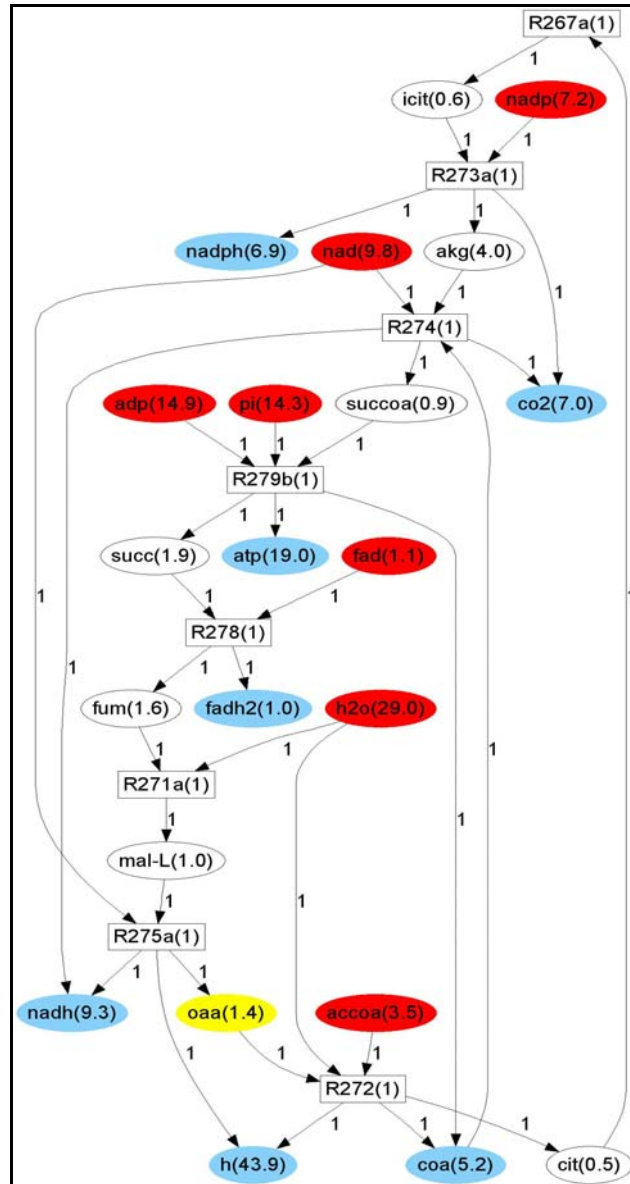 R267a(1)
1
icit(0.6) nadp(7.2)
1 1
R273a(1)
1 1 1
nadph(6.9) nad(9.8) akg(4.0)
1 1
R274(1)
1 1
adp(14.9) pi(14.3) succoa(0.9) co2(7.0)
1 1 1
R279b(1)
1 1
succ(1.9) atp(19.0) fad(1.1)
1 1 1 1
R278(1)
1 1 1
fum(1.6) fadh2(1.0) h2o(29.0)
1 1 1
R271a(1)
1 1
mal-L(1.0)
1 1
R275a(1)
1 1
nadh(9.3) oaa(1.4) accoa(3.5)
1 1 1
R272(1)
1 1 1
h(43.9) coa(5.2) cit(0.5)